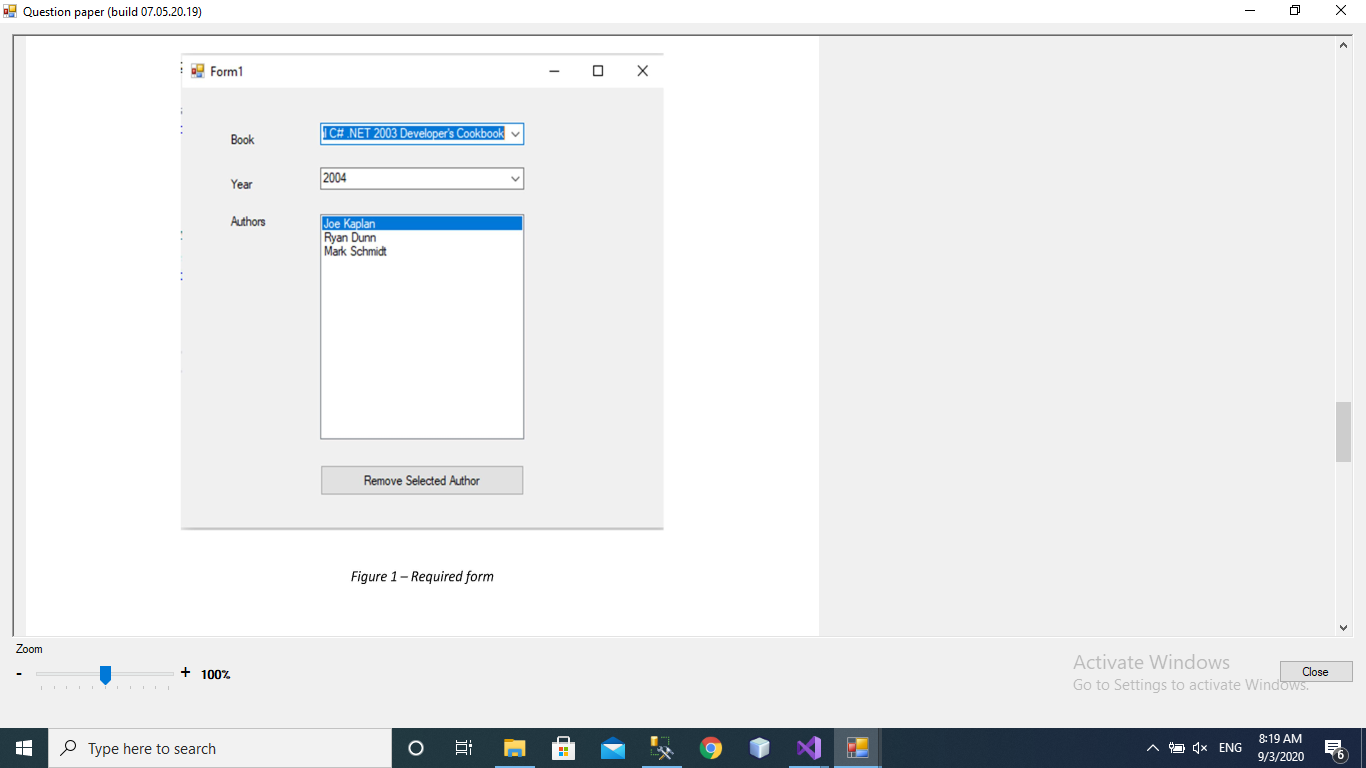 Question paper (build 07.05.20.19)
Form1
Book
C# .NET 2003 Developer's Cookbook
Year
2004
Authors
Joe Kaplan
Ryan Dunn
Mark Schmidt
Remove Selected Author
Figure 1 – Required form
Zoom
- + 100%
Activate Windows
Go to Settings to activate Windows.
Close
Type here to search
ENG
8:19 AM
9/3/2020
6